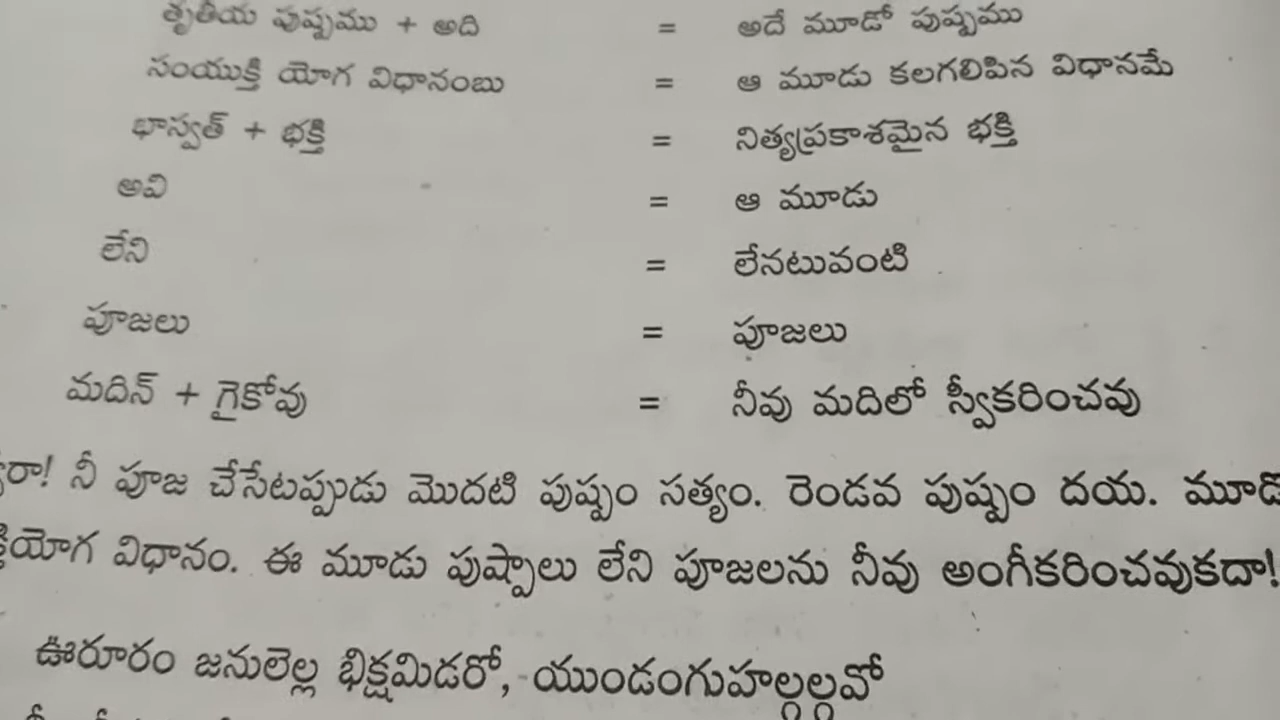 తృతీయ పుష్పము + అది = అదే మూడో పుష్పము
సంయుక్తి యోగ విధానంబు = ఆ మూడు కలగలిపిన విధానమే
భాస్వత్ + భక్తి = నిత్యప్రకాశమైన భక్తి
అవి = ఆ మూడు
లేని = లేనటువంటి
పూజలు = పూజలు
మదిన్ + గైకోవు = నీవు మదిలో స్వీకరించవు
రా! నీ పూజ చేసేటప్పుడు మొదటి పుష్పం సత్యం. రెండవ పుష్పం దయ. మూడో
యోగ విధానం. ఈ మూడు పుష్పాలు లేని పూజలను నీవు అంగీకరించవుకదా!
ఊరూరం జనులెల్ల భిక్షమిడరో, యుండంగుహల్గల్గవో